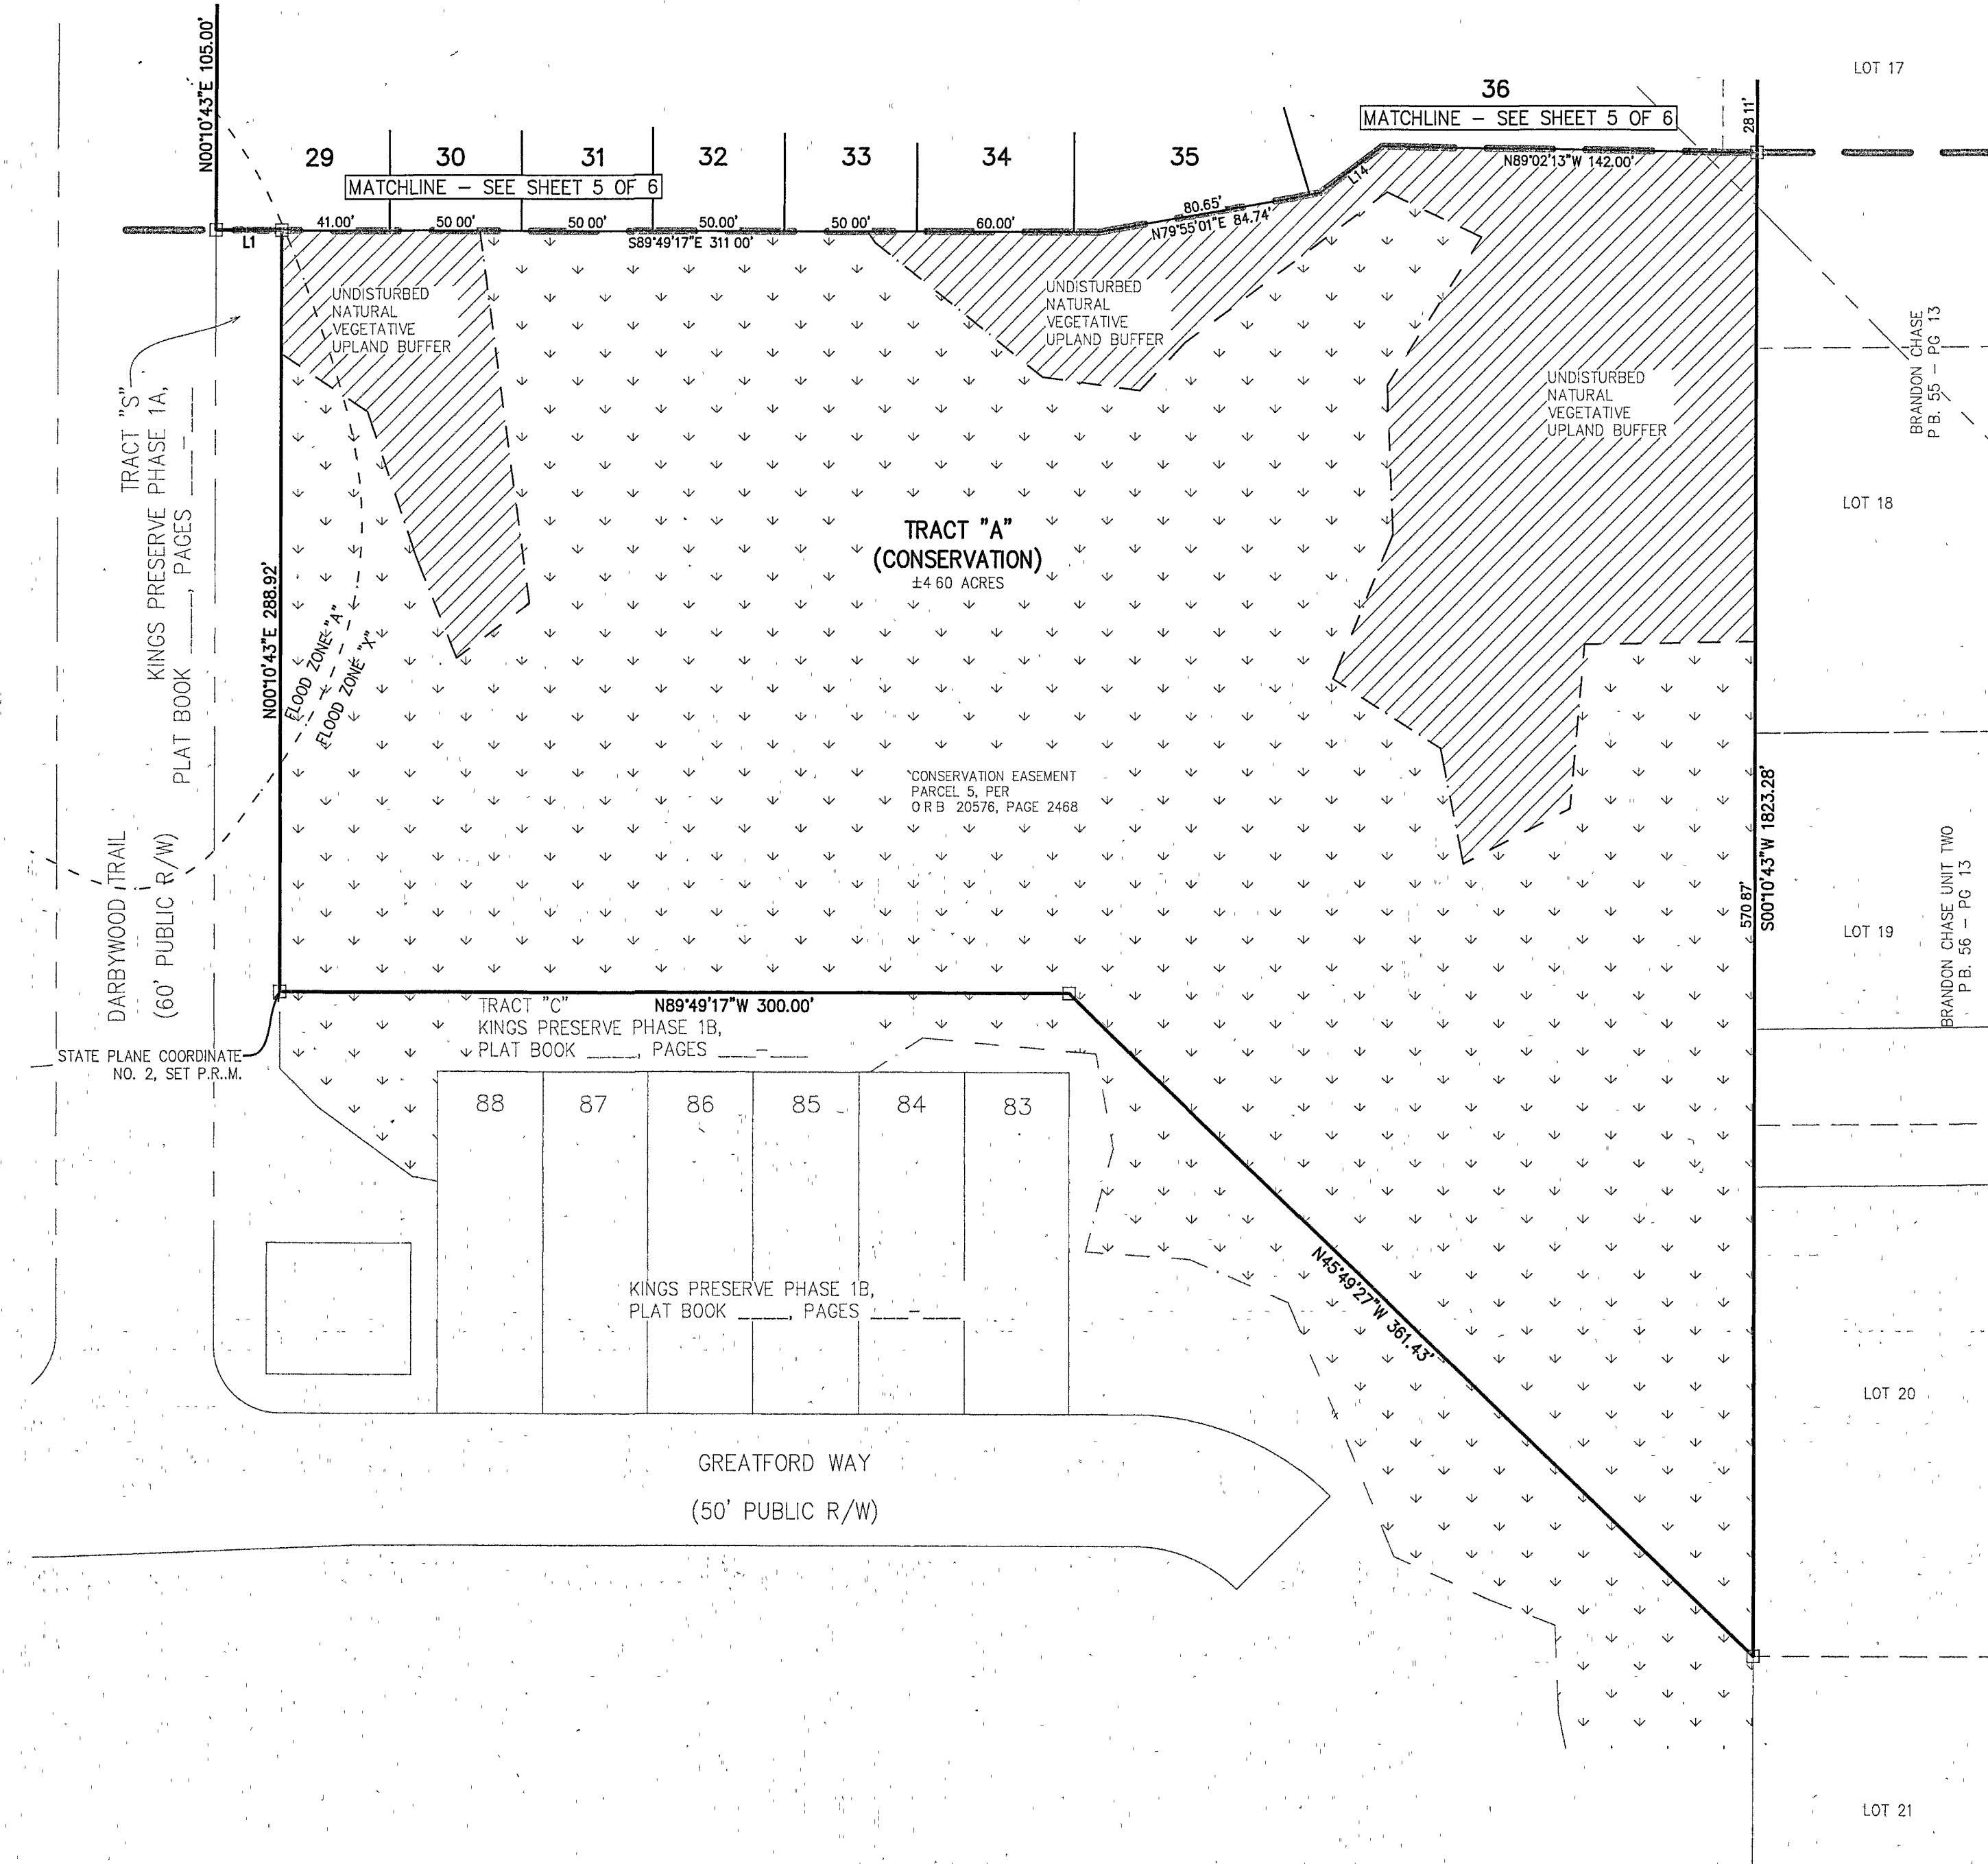 N00°10'43"E 105.00'
LOT 17
36
MATCHLINE – SEE SHEET 5 OF 6
28 11'
29
30
31
32
33
34
35
MATCHLINE – SEE SHEET 5 OF 6
N89°02'13"W 142.00'
L14
L1
41.00'
50 00'
50 00'
50.00'
50 00'
60.00'
80.65'
S89°49'17"E 311 00'
N79°55'01"E 84.74'
UNDISTURBED
NATURAL
VEGETATIVE
UPLAND BUFFER
UNDISTURBED
NATURAL
VEGETATIVE
UPLAND BUFFER
UNDISTURBED
NATURAL
VEGETATIVE
UPLAND BUFFER
BRANDON CHASE
P B. 55 – PG 13
TRACT "S"
KINGS PRESERVE PHASE 1A,
PLAT BOOK ____, PAGES ___-___
LOT 18
TRACT "A"
(CONSERVATION)
±4 60 ACRES
N00°10'43"E 288.92'
FLOOD ZONE "A"
FLOOD ZONE "X"
CONSERVATION EASEMENT
PARCEL 5, PER
O R B 20576, PAGE 2468
570 87'
S00°10'43"W 1823.28'
DARBYWOOD TRAIL
(60' PUBLIC R/W)
LOT 19
BRANDON CHASE UNIT TWO
P B. 56 – PG 13
TRACT "C"
N89°49'17"W 300.00'
KINGS PRESERVE PHASE 1B,
PLAT BOOK ____, PAGES ___-___
STATE PLANE COORDINATE
NO. 2, SET P.R..M.
88
87
86
85
84
83
KINGS PRESERVE PHASE 1B,
PLAT BOOK ____, PAGES ___-___
N45°49'27"W 361.43'
LOT 20
GREATFORD WAY
(50' PUBLIC R/W)
LOT 21